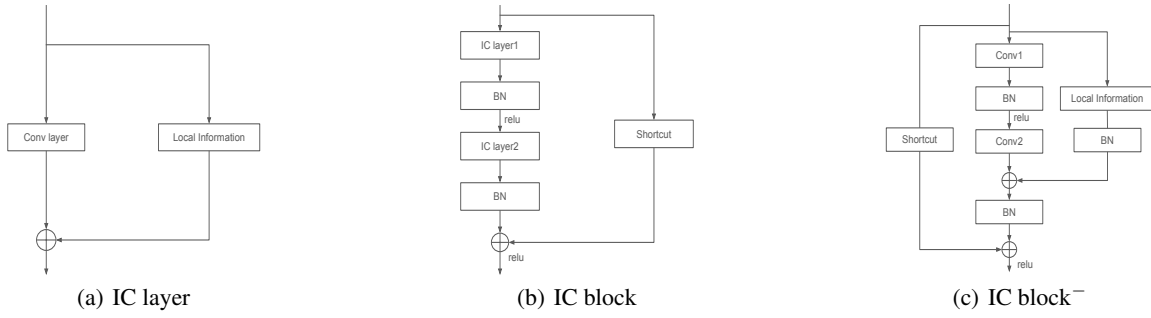 Conv layer
Local Information
(a) IC layer
IC layer1
BN
relu
IC layer2
BN
Shortcut
relu
(b) IC block
Conv1
BN
relu
Conv2
Local Information
BN
Shortcut
BN
relu
(c) IC block⁻